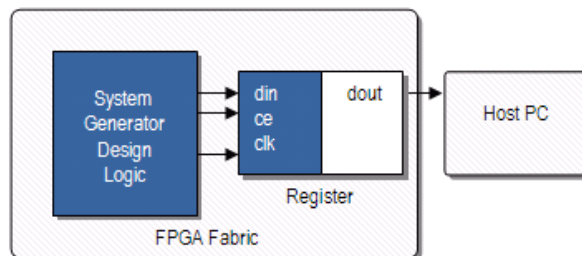 System
Generator
Design
Logic
din
ce
clk
dout
Register
FPGA Fabric
Host PC